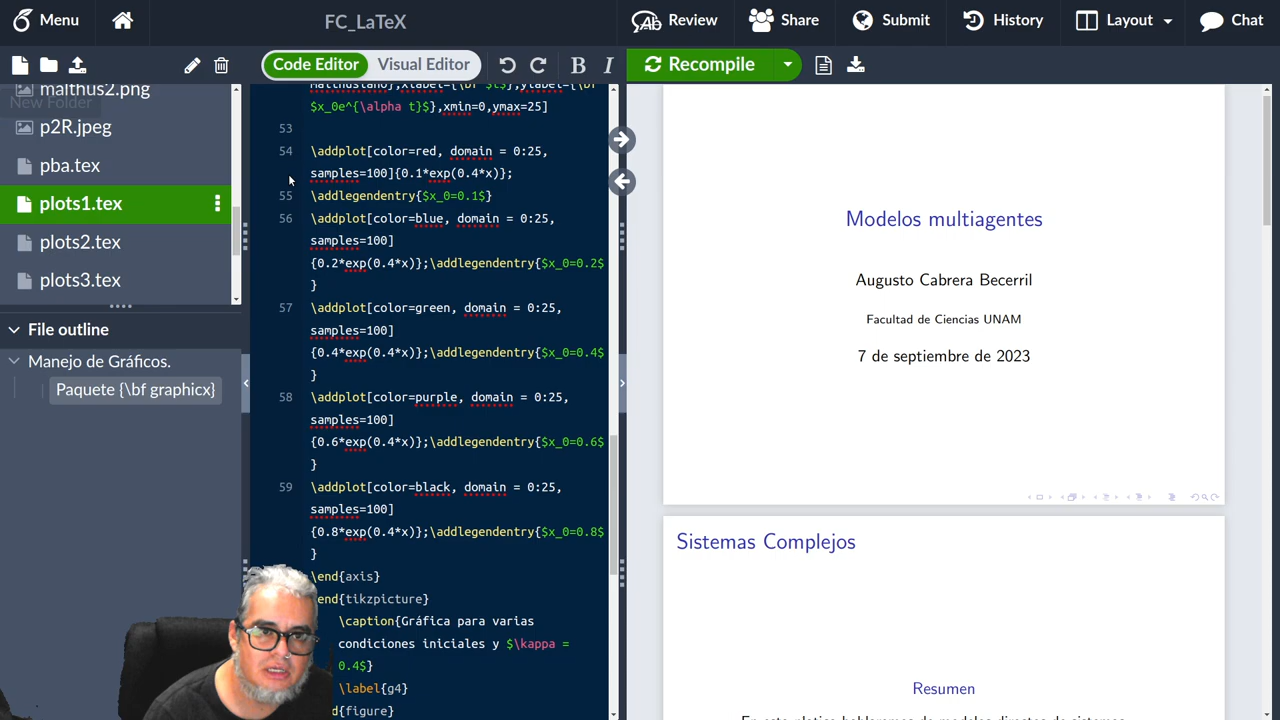 Menu
FC_LaTeX
Review
Share
Submit
History
Layout
Chat
Code Editor
Visual Editor
B
I
Recompile
malthus2.png
New Folder
p2R.jpeg
pba.tex
plots1.tex
plots2.tex
plots3.tex
File outline
Manejo de Gráficos.
Paquete {\bf graphicx}
$x_0e^{\alpha t}$},xmin=0,ymax=25]
53
54 \addplot[color=red, domain = 0:25,
samples=100]{0.1*exp(0.4*x)};
55 \addlegendentry{$x_0=0.1$}
56 \addplot[color=blue, domain = 0:25,
samples=100]
{0.2*exp(0.4*x)};\addlegendentry{$x_0=0.2$
}
57 \addplot[color=green, domain = 0:25,
samples=100]
{0.4*exp(0.4*x)};\addlegendentry{$x_0=0.4$
}
58 \addplot[color=purple, domain = 0:25,
samples=100]
{0.6*exp(0.4*x)};\addlegendentry{$x_0=0.6$
}
59 \addplot[color=black, domain = 0:25,
samples=100]
{0.8*exp(0.4*x)};\addlegendentry{$x_0=0.8$
}
\end{axis}
end{tikzpicture}
\caption{Gráfica para varias
condiciones iniciales y $\kappa =
0.4$}
\label{g4}
d{figure}
Modelos multiagentes
Augusto Cabrera Becerril
Facultad de Ciencias UNAM
7 de septiembre de 2023
Sistemas Complejos
Resumen